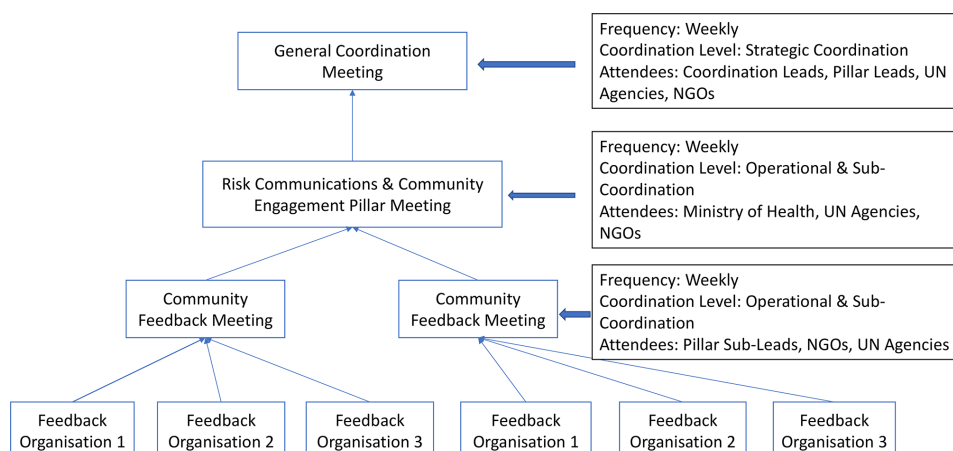 General Coordination
Meeting
Frequency: Weekly
Coordination Level: Strategic Coordination
Attendees: Coordination Leads, Pillar Leads, UN
Agencies, NGOs
Risk Communications & Community
Engagement Pillar Meeting
Frequency: Weekly
Coordination Level: Operational & Sub-
Coordination
Attendees: Ministry of Health, UN Agencies,
NGOs
Community
Feedback Meeting
Community
Feedback Meeting
Frequency: Weekly
Coordination Level: Operational & Sub-
Coordination
Attendees: Pillar Sub-Leads, NGOs, UN Agencies
Feedback
Organisation 1
Feedback
Organisation 2
Feedback
Organisation 3
Feedback
Organisation 1
Feedback
Organisation 2
Feedback
Organisation 3